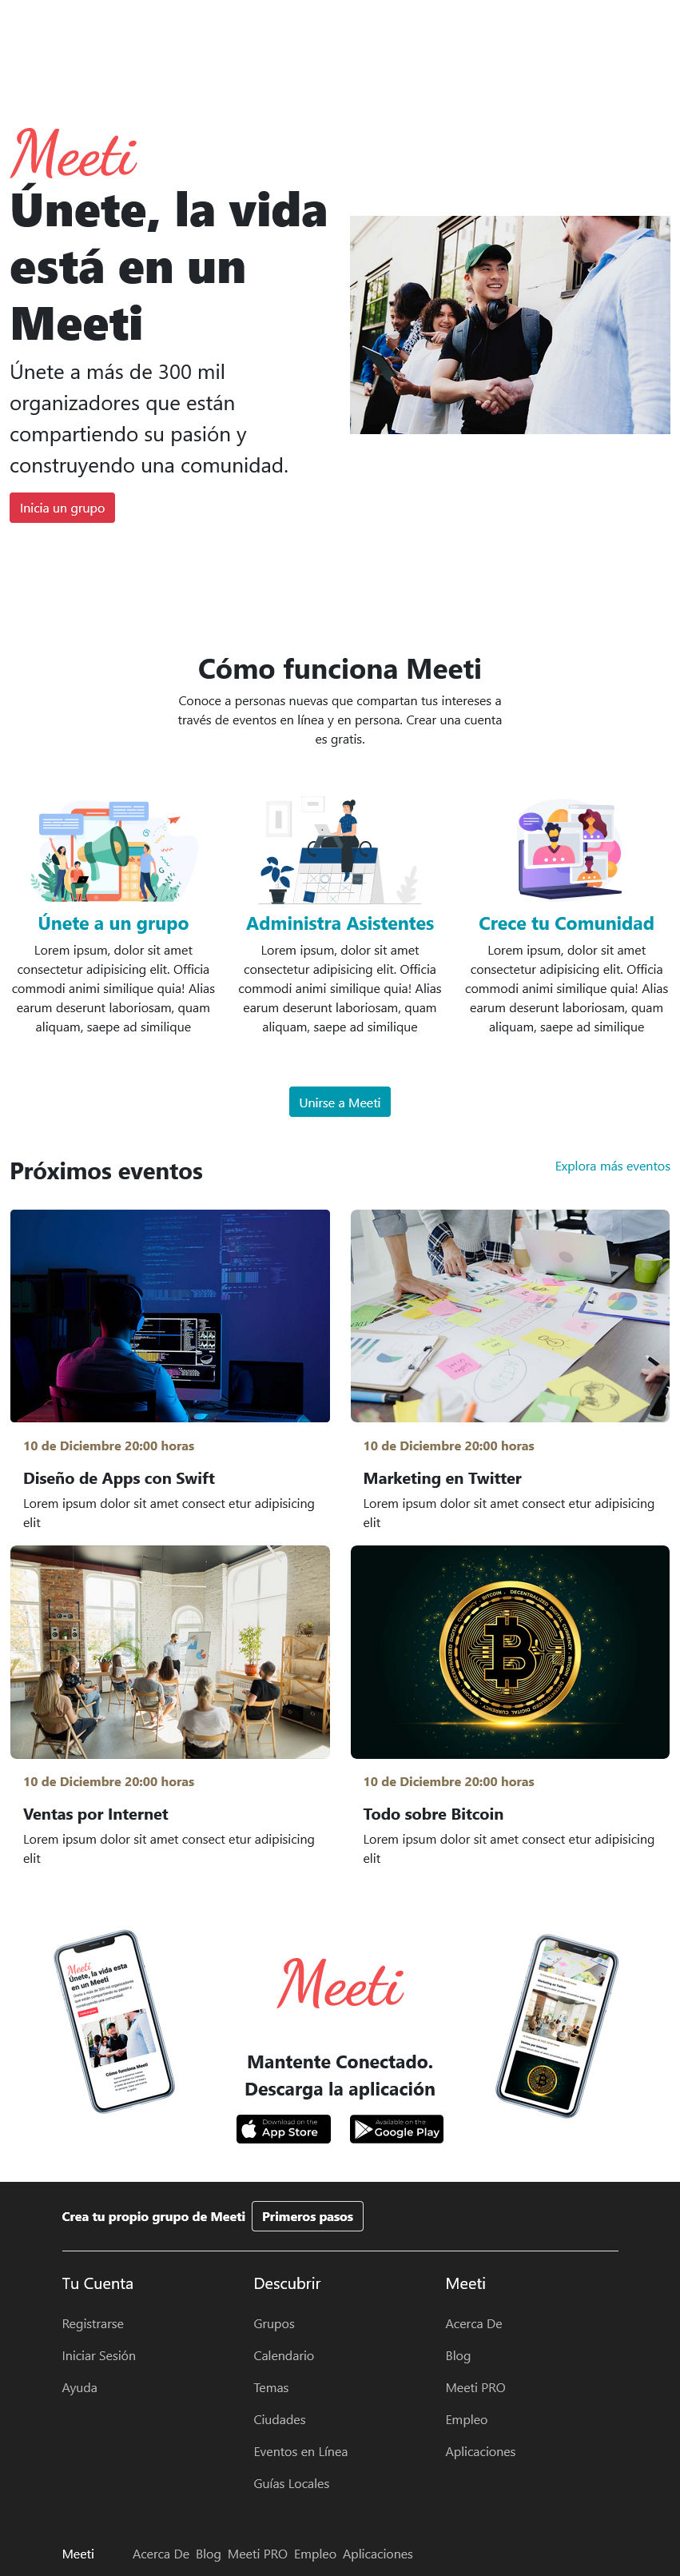 Meeti
Únete, la vida
está en un
Meeti
Únete a más de 300 mil
organizadores que están
compartiendo su pasión y
construyendo una comunidad.
Inicia un grupo
Cómo funciona Meeti
Conoce a personas nuevas que compartan tus intereses a
través de eventos en línea y en persona. Crear una cuenta
es gratis.
Únete a un grupo
Lorem ipsum, dolor sit amet
consectetur adipisicing elit. Officia
commodi animi similique quia! Alias
earum deserunt laboriosam, quam
aliquam, saepe ad similique
Administra Asistentes
Lorem ipsum, dolor sit amet
consectetur adipisicing elit. Officia
commodi animi similique quia! Alias
earum deserunt laboriosam, quam
aliquam, saepe ad similique
Crece tu Comunidad
Lorem ipsum, dolor sit amet
consectetur adipisicing elit. Officia
commodi animi similique quia! Alias
earum deserunt laboriosam, quam
aliquam, saepe ad similique
Unirse a Meeti
Próximos eventos
Explora más eventos
10 de Diciembre 20:00 horas
Diseño de Apps con Swift
Lorem ipsum dolor sit amet consect etur adipisicing
elit
10 de Diciembre 20:00 horas
Marketing en Twitter
Lorem ipsum dolor sit amet consect etur adipisicing
elit
10 de Diciembre 20:00 horas
Ventas por Internet
Lorem ipsum dolor sit amet consect etur adipisicing
elit
10 de Diciembre 20:00 horas
Todo sobre Bitcoin
Lorem ipsum dolor sit amet consect etur adipisicing
elit
Meeti
Únete, la vida esta
en un Meeti
Cómo funciona Meeti
Meeti
Mantente Conectado.
Descarga la aplicación
Download on the
App Store
Available on the
Google Play
Crea tu propio grupo de Meeti
Primeros pasos
Tu Cuenta
Registrarse
Iniciar Sesión
Ayuda
Descubrir
Grupos
Calendario
Temas
Ciudades
Eventos en Línea
Guías Locales
Meeti
Acerca De
Blog
Meeti PRO
Empleo
Aplicaciones
Meeti
Acerca De Blog Meeti PRO Empleo Aplicaciones